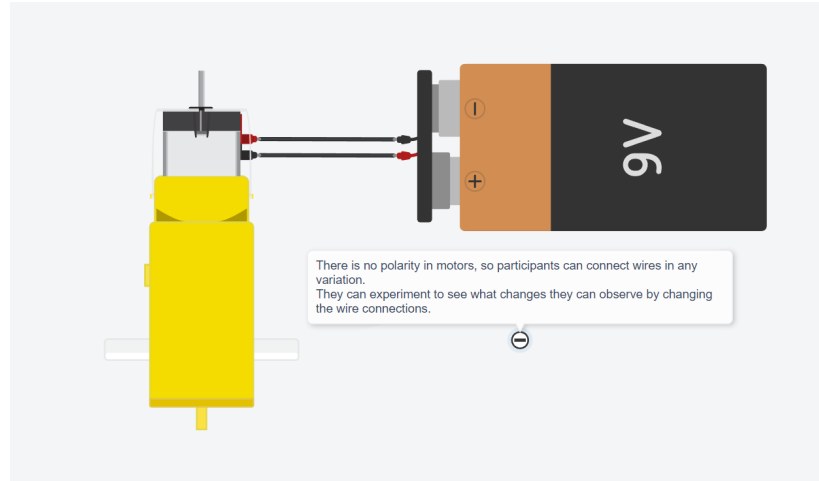 9V
There is no polarity in motors, so participants can connect wires in any
variation.
They can experiment to see what changes they can observe by changing
the wire connections.